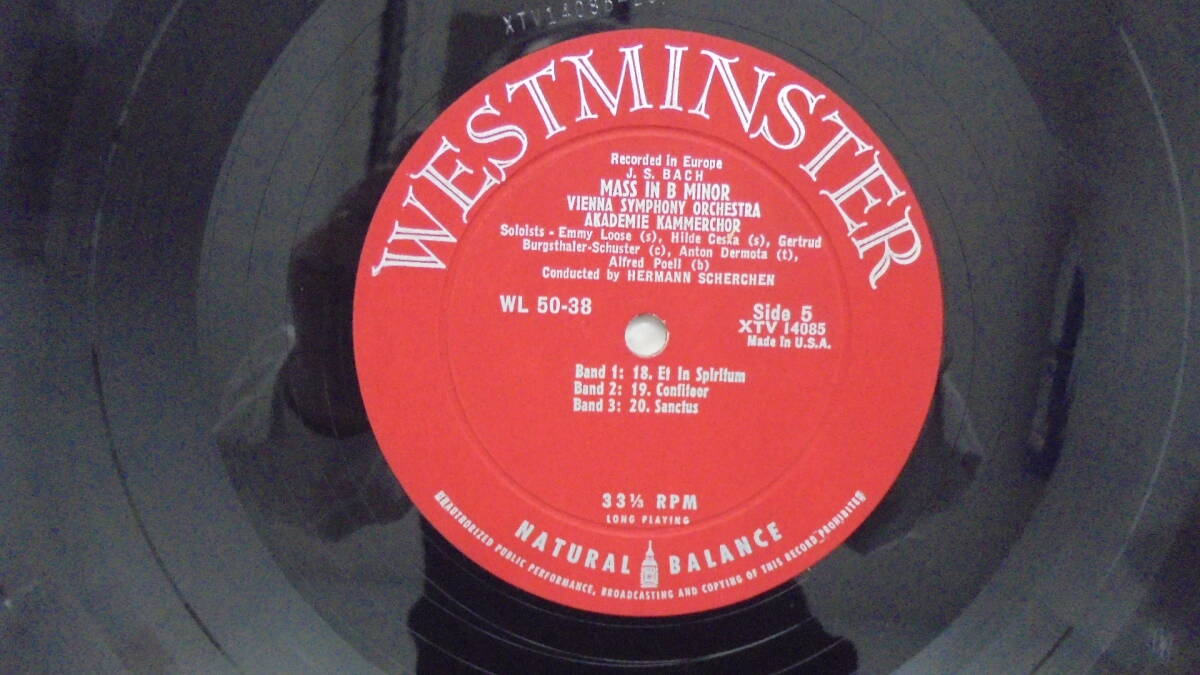 WESTMINSTER
Recorded in Europe
J. S. BACH
MASS IN B MINOR
VIENNA SYMPHONY ORCHESTRA
AKADEMIE KAMMERCHOR
Soloists - Emmy Loose (s), Hilde Ceska (s), Gertrud
Burgsthaler-Schuster (c), Anton Dermota (t),
Alfred Poell (b)
Conducted by HERMANN SCHERCHEN
WL 50-38
Side 5
XTV 14085
Made in U.S.A.
Band 1: 18. Et in Spiritum
Band 2: 19. Confiteor
Band 3: 20. Sanctus
33⅓ RPM
LONG PLAYING
NATURAL BALANCE
UNAUTHORIZED PUBLIC PERFORMANCE, BROADCASTING AND COPYING OF THIS RECORD PROHIBITED